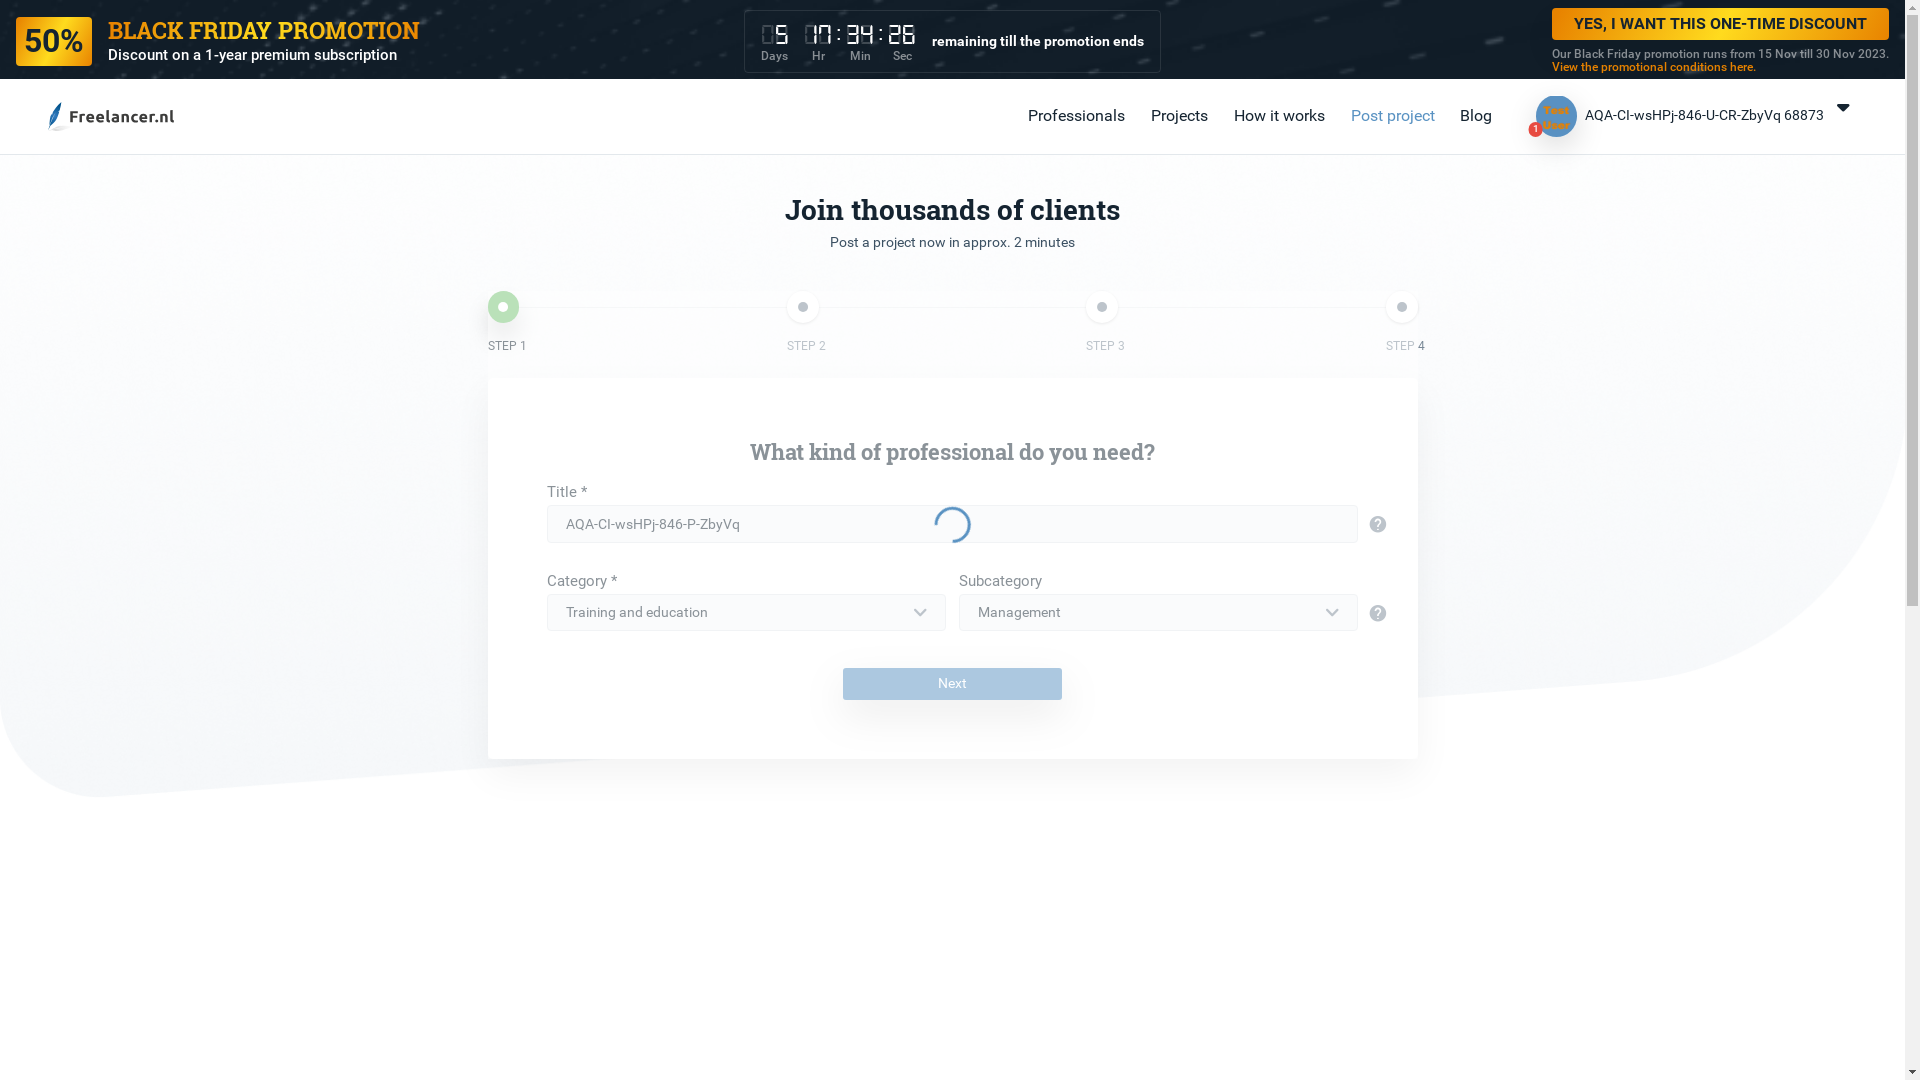 50%
BLACK FRIDAY PROMOTION
Discount on a 1-year premium subscription
5 17 : 34 : 26
Days Hr Min Sec
remaining till the promotion ends
YES, I WANT THIS ONE-TIME DISCOUNT
Our Black Friday promotion runs from 15 Nov till 30 Nov 2023.
View the promotional conditions here.
Freelancer.nl
Professionals
Projects
How it works
Post project
Blog
Test
User
1
AQA-CI-wsHPj-846-U-CR-ZbyVq 68873
Join thousands of clients
Post a project now in approx. 2 minutes
STEP 1
STEP 2
STEP 3
STEP 4
What kind of professional do you need?
Title *
AQA-CI-wsHPj-846-P-ZbyVq
?
Category *
Subcategory
Training and education
Management
?
Next